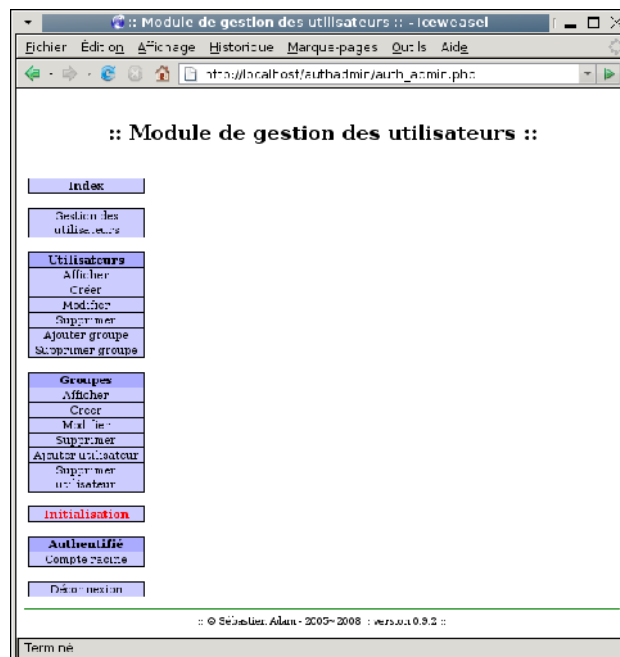 :: Module de gestion des utilisateurs :: - Iceweasel
Fichier Édition Affichage Historique Marque-pages Outils Aide
http://localhost/authadmin/auth_admin.php
:: Module de gestion des utilisateurs ::
Index
Gestion des
utilisateurs
Utilisateurs
Afficher
Créer
Modifier
Supprimer
Ajouter groupe
Supprimer groupe
Groupes
Afficher
Creer
Modifier
Supprimer
Ajouter utilisateur
Supprimer
utilisateur
Initialisation
Authentifié
Compte racine
Déconnexion
:: © Sébastien Adam - 2005~2008 :: version 0.9.2 ::
Terminé